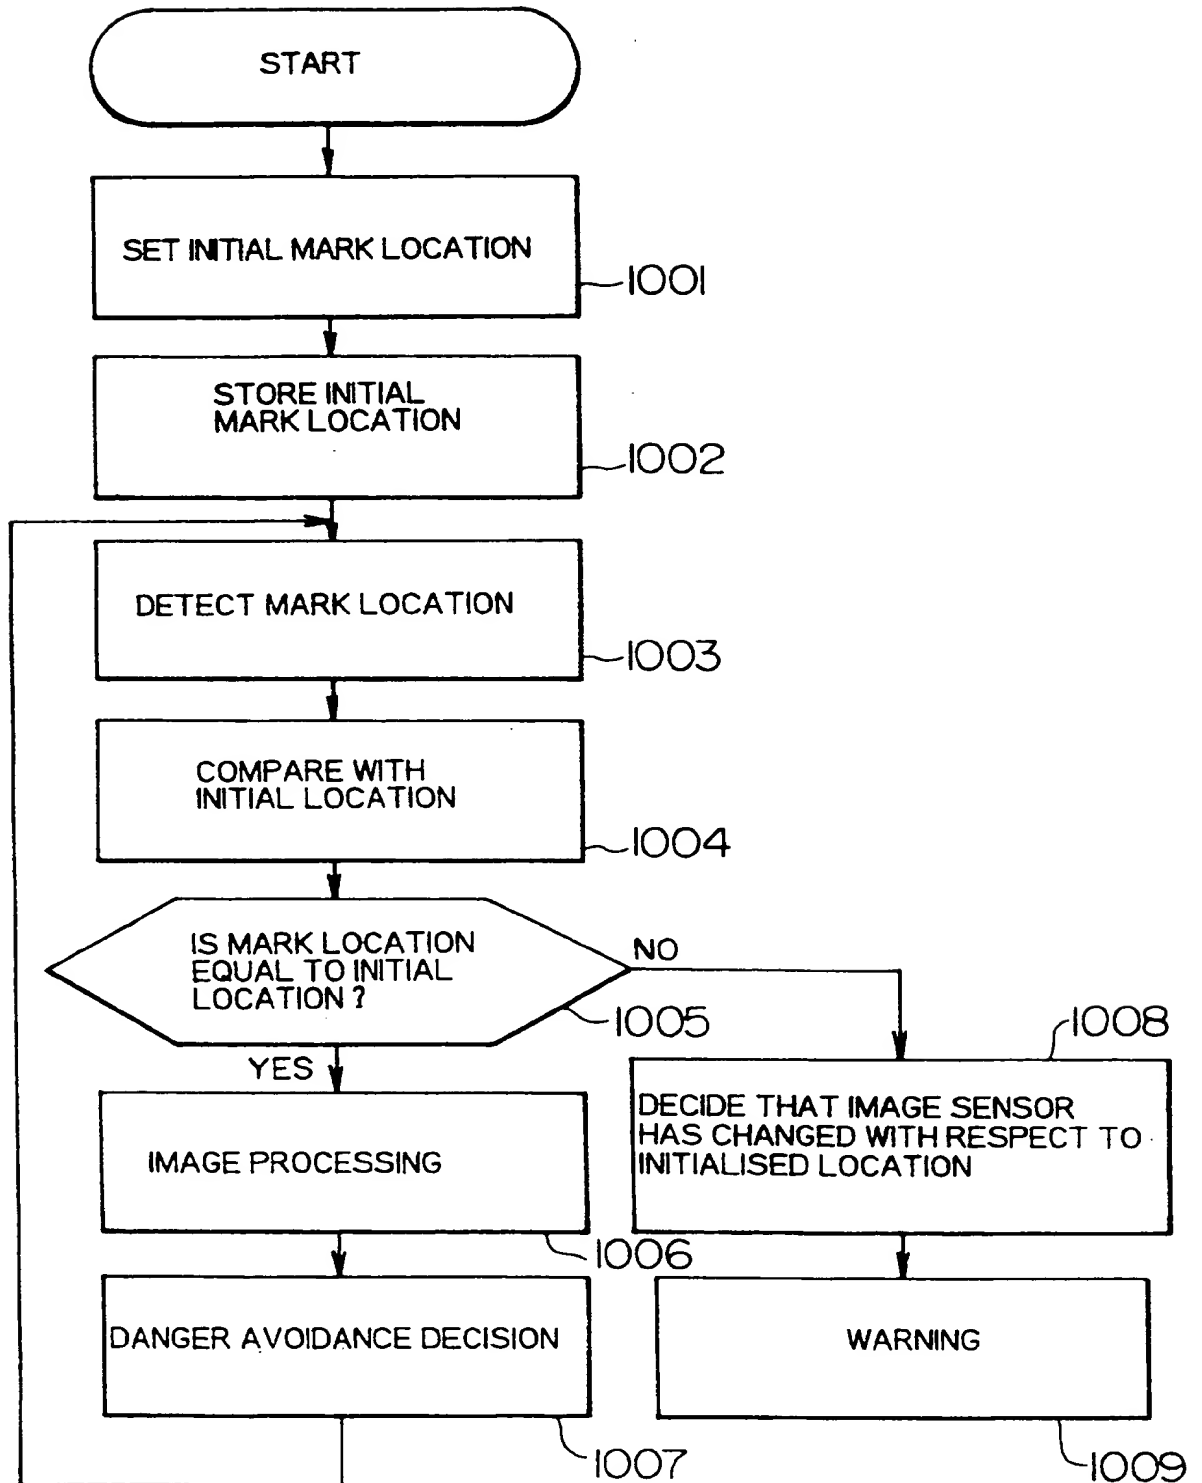 START
SET INITIAL MARK LOCATION
1001
STORE INITIAL
MARK LOCATION
1002
DETECT MARK LOCATION
1003
COMPARE WITH
INITIAL LOCATION
1004
IS MARK LOCATION
EQUAL TO INITIAL
LOCATION ?
1005
NO
YES
1008
DECIDE THAT IMAGE SENSOR
HAS CHANGED WITH RESPECT TO
INITIALISED LOCATION
IMAGE PROCESSING
1006
DANGER AVOIDANCE DECISION
1007
WARNING
1009